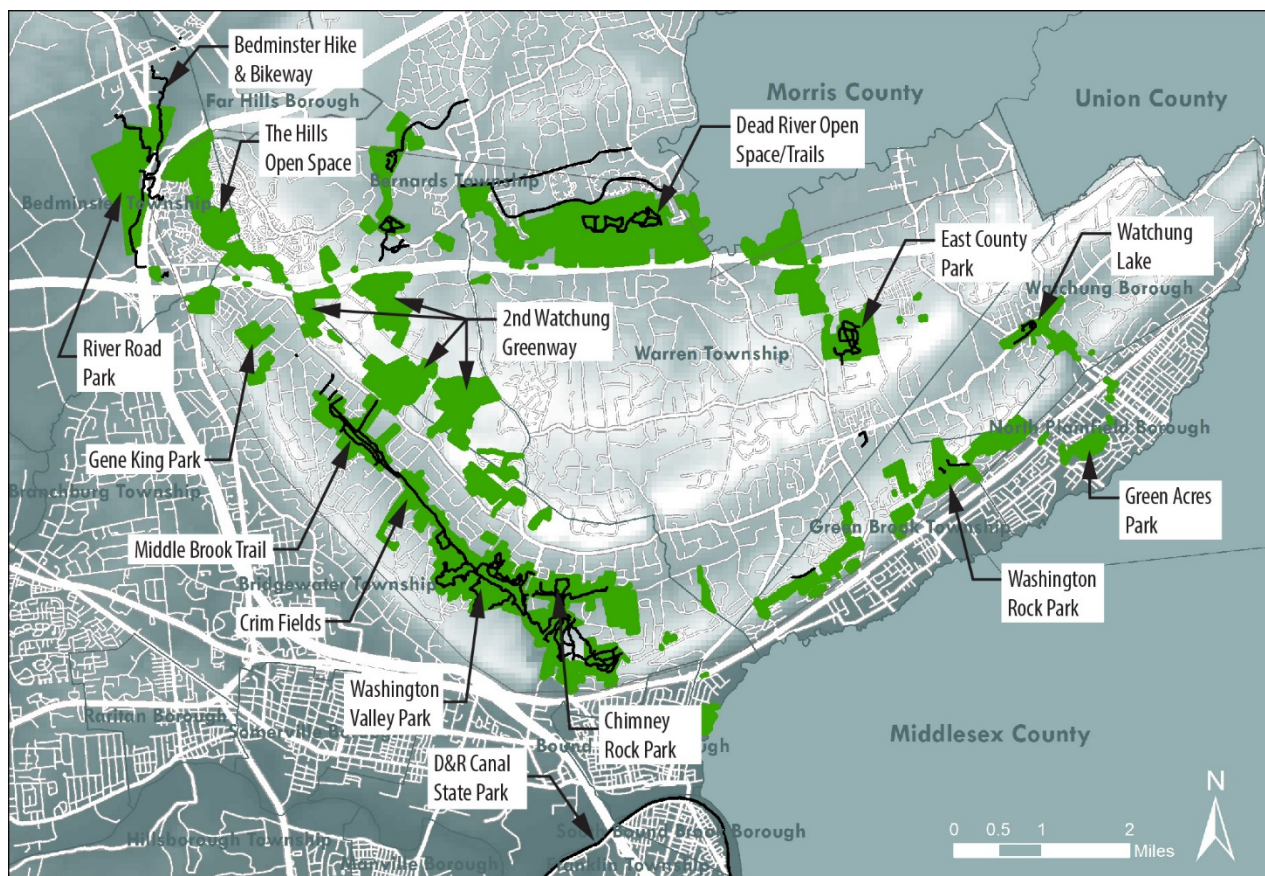 Bedminster Hike
& Bikeway
Far Hills Borough
The Hills
Open Space
Morris County
Union County
Dead River Open
Space/Trails
Bernards Township
Bedminster Township
East County
Park
Watchung
Lake
Watchung Borough
2nd Watchung
Greenway
River Road
Park
Warren Township
Gene King Park
North Plainfield Borough
Branchburg Township
Green Acres
Park
Middle Brook Trail
Green Brook Township
Bridgewater Township
Crim Fields
Washington
Rock Park
Washington
Valley Park
Chimney
Rock Park
Raritan Borough
Somerville
Bound
Middlesex County
D&R Canal
State Park
N
South Bound Brook Borough
Hillsborough Township
Manville Borough
Franklin Township
0 0.5 1 2
Miles